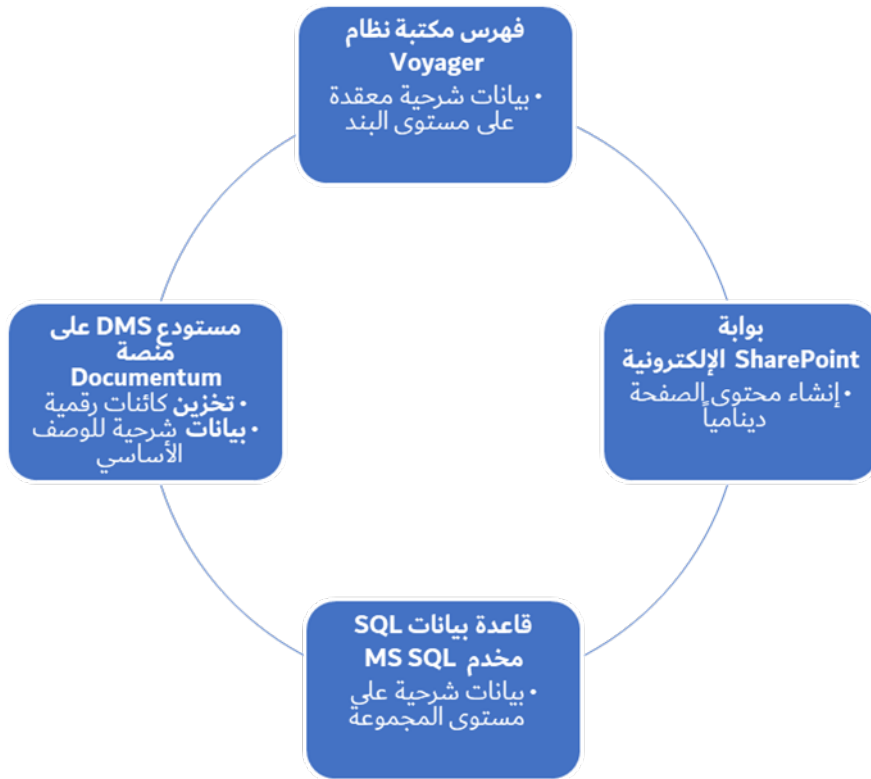 فهرس مكتبة نظام
Voyager
• بيانات شرحية معقدة
على مستوى البند
بوابة
SharePoint الإلكترونية
• إنشاء محتوى الصفحة
دينامياً
قاعدة بيانات SQL
مخدم MS SQL
• بيانات شرحية على
مستوى المجموعة
مستودع DMS على
منصة
Documentum
• تخزين كائنات رقمية
• بيانات شرحية للوصف
الأساسي